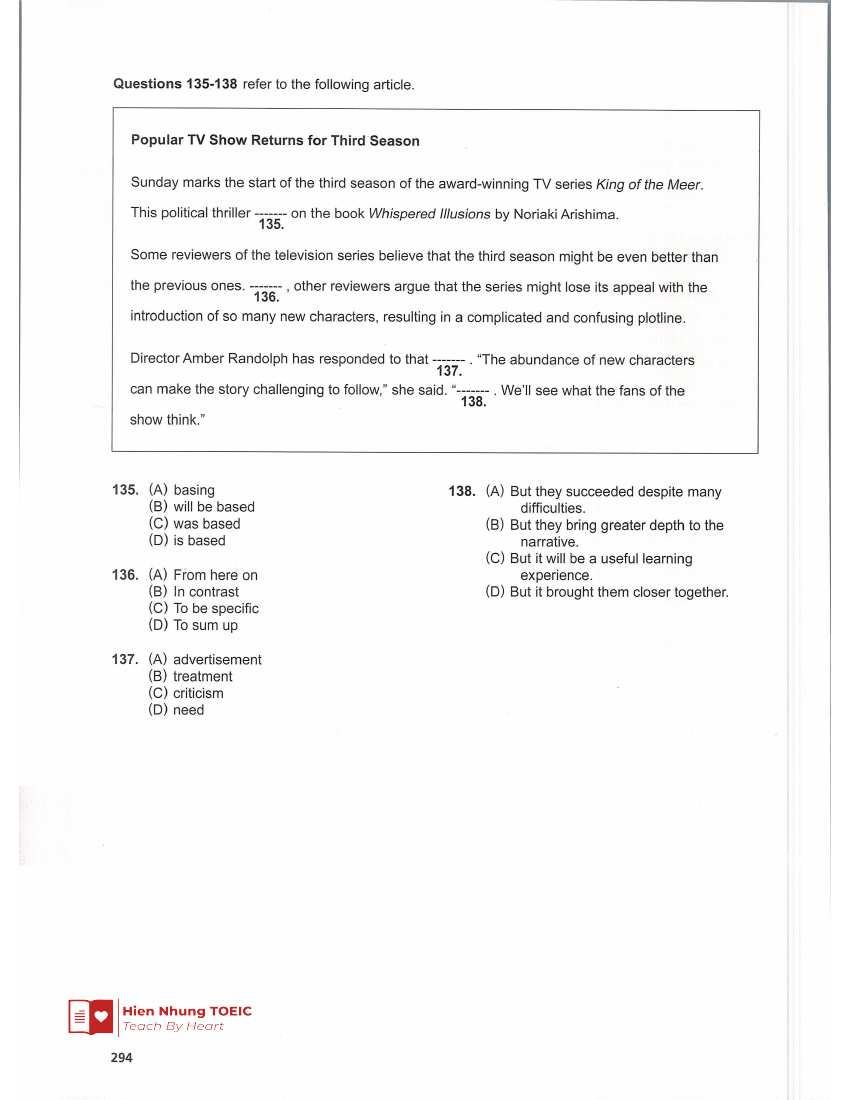 Questions 135-138 refer to the following article.
Popular TV Show Returns for Third Season
Sunday marks the start of the third season of the award-winning TV series King of the Meer.
This political thriller ------- on the book Whispered Illusions by Noriaki Arishima.
135.
Some reviewers of the television series believe that the third season might be even better than
the previous ones. ------- , other reviewers argue that the series might lose its appeal with the
136.
introduction of so many new characters, resulting in a complicated and confusing plotline.
Director Amber Randolph has responded to that ------- . “The abundance of new characters
137.
can make the story challenging to follow,” she said. “------- . We’ll see what the fans of the
138.
show think.”
135. (A) basing
(B) will be based
(C) was based
(D) is based
136. (A) From here on
(B) In contrast
(C) To be specific
(D) To sum up
137. (A) advertisement
(B) treatment
(C) criticism
(D) need
138. (A) But they succeeded despite many
difficulties.
(B) But they bring greater depth to the
narrative.
(C) But it will be a useful learning
experience.
(D) But it brought them closer together.
Hien Nhung TOEIC
Teach By Heart
294